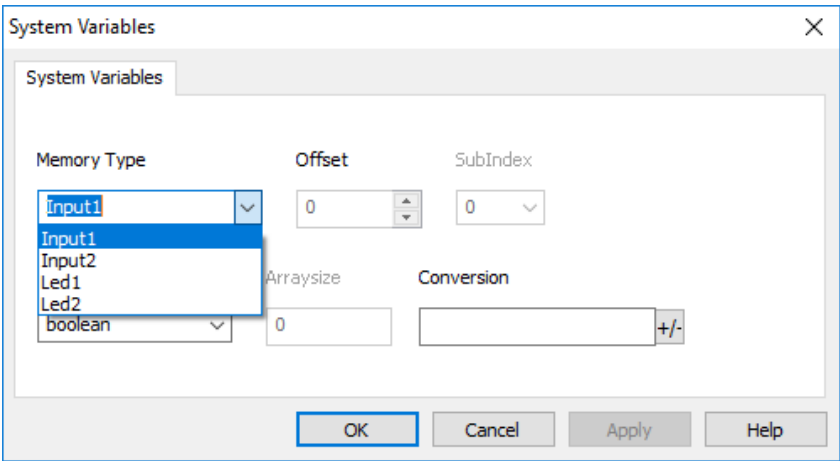 System Variables
System Variables
Memory Type Offset SubIndex
Input1 0 0
Input1
Input2
Led1
Led2
Arraysize Conversion
boolean 0 +/-
OK Cancel Apply Help